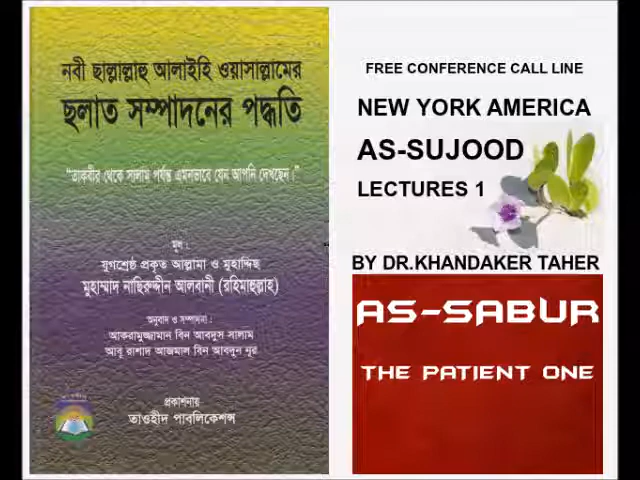 নবী ছাল্লাল্লাহু আলাইহি ওয়াসাল্লামের
ছলাত সম্পাদনের পদ্ধতি
“তাকবীর থেকে সালাম পর্যন্ত এমনভাবে যেন আপনি দেখছেন।”
মূল :
যুগশ্রেষ্ঠ প্রকৃত আল্লামা ও মুহাদ্দিছ
মুহাম্মাদ নাছিরুদ্দীন আলবানী (রহিমাহুল্লাহ)
অনুবাদ ও সম্পাদনা :
আকরামুজ্জামান বিন আবদুস সালাম
আবূ রাশাদ আজমাল বিন আবদুন নূর
প্রকাশনায়
তাওহীদ পাবলিকেশন্স
FREE CONFERENCE CALL LINE
NEW YORK AMERICA
AS-SUJOOD
LECTURES 1
BY DR.KHANDAKER TAHER
AS-SABUR
THE PATIENT ONE